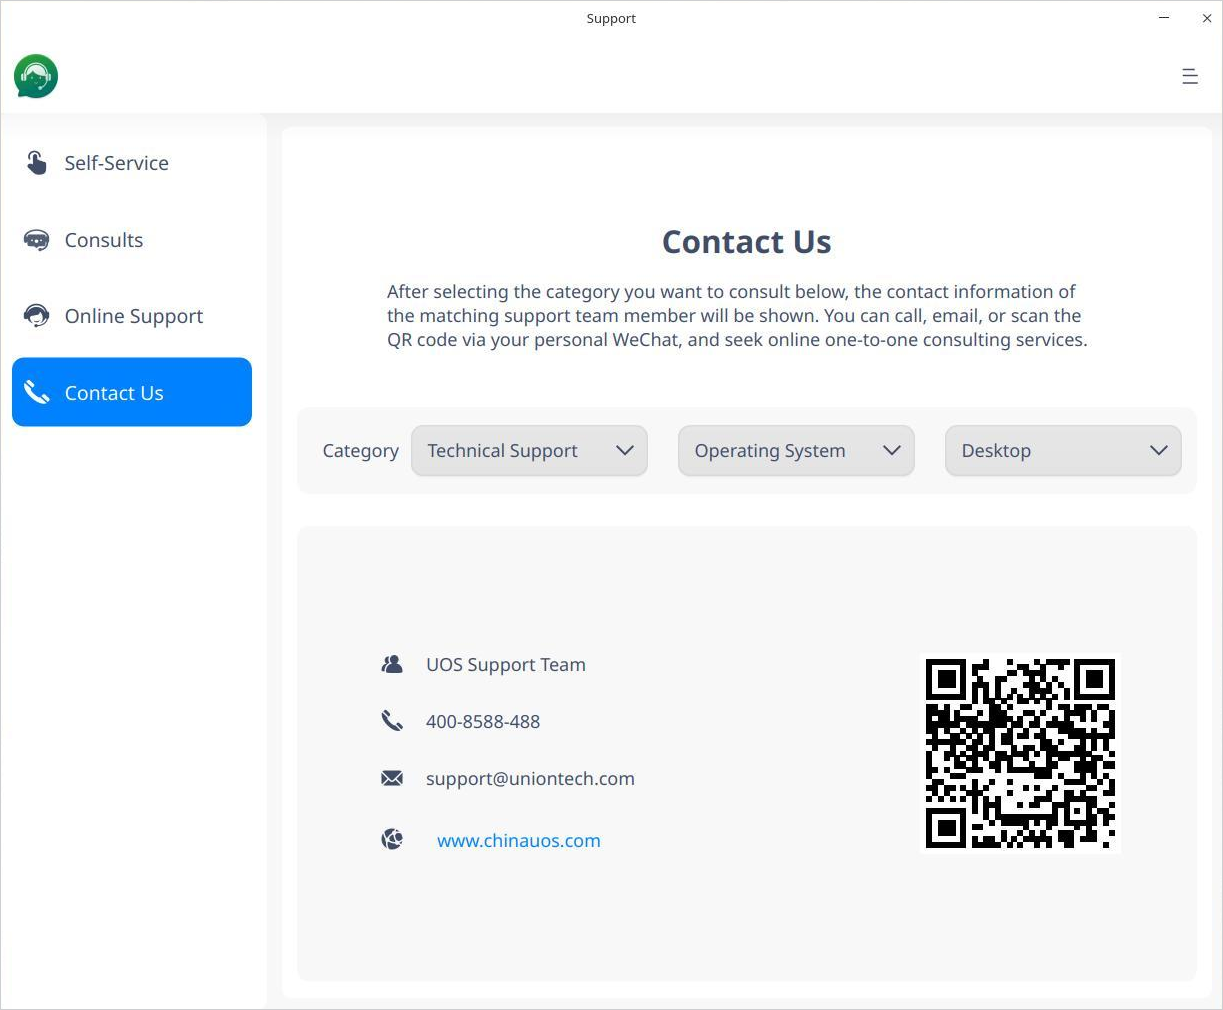 Support
Self-Service
Consults
Online Support
Contact Us
Contact Us
After selecting the category you want to consult below, the contact information of
the matching support team member will be shown. You can call, email, or scan the
QR code via your personal WeChat, and seek online one-to-one consulting services.
Category Technical Support Operating System Desktop
UOS Support Team
400-8588-488
support@uniontech.com
www.chinauos.com